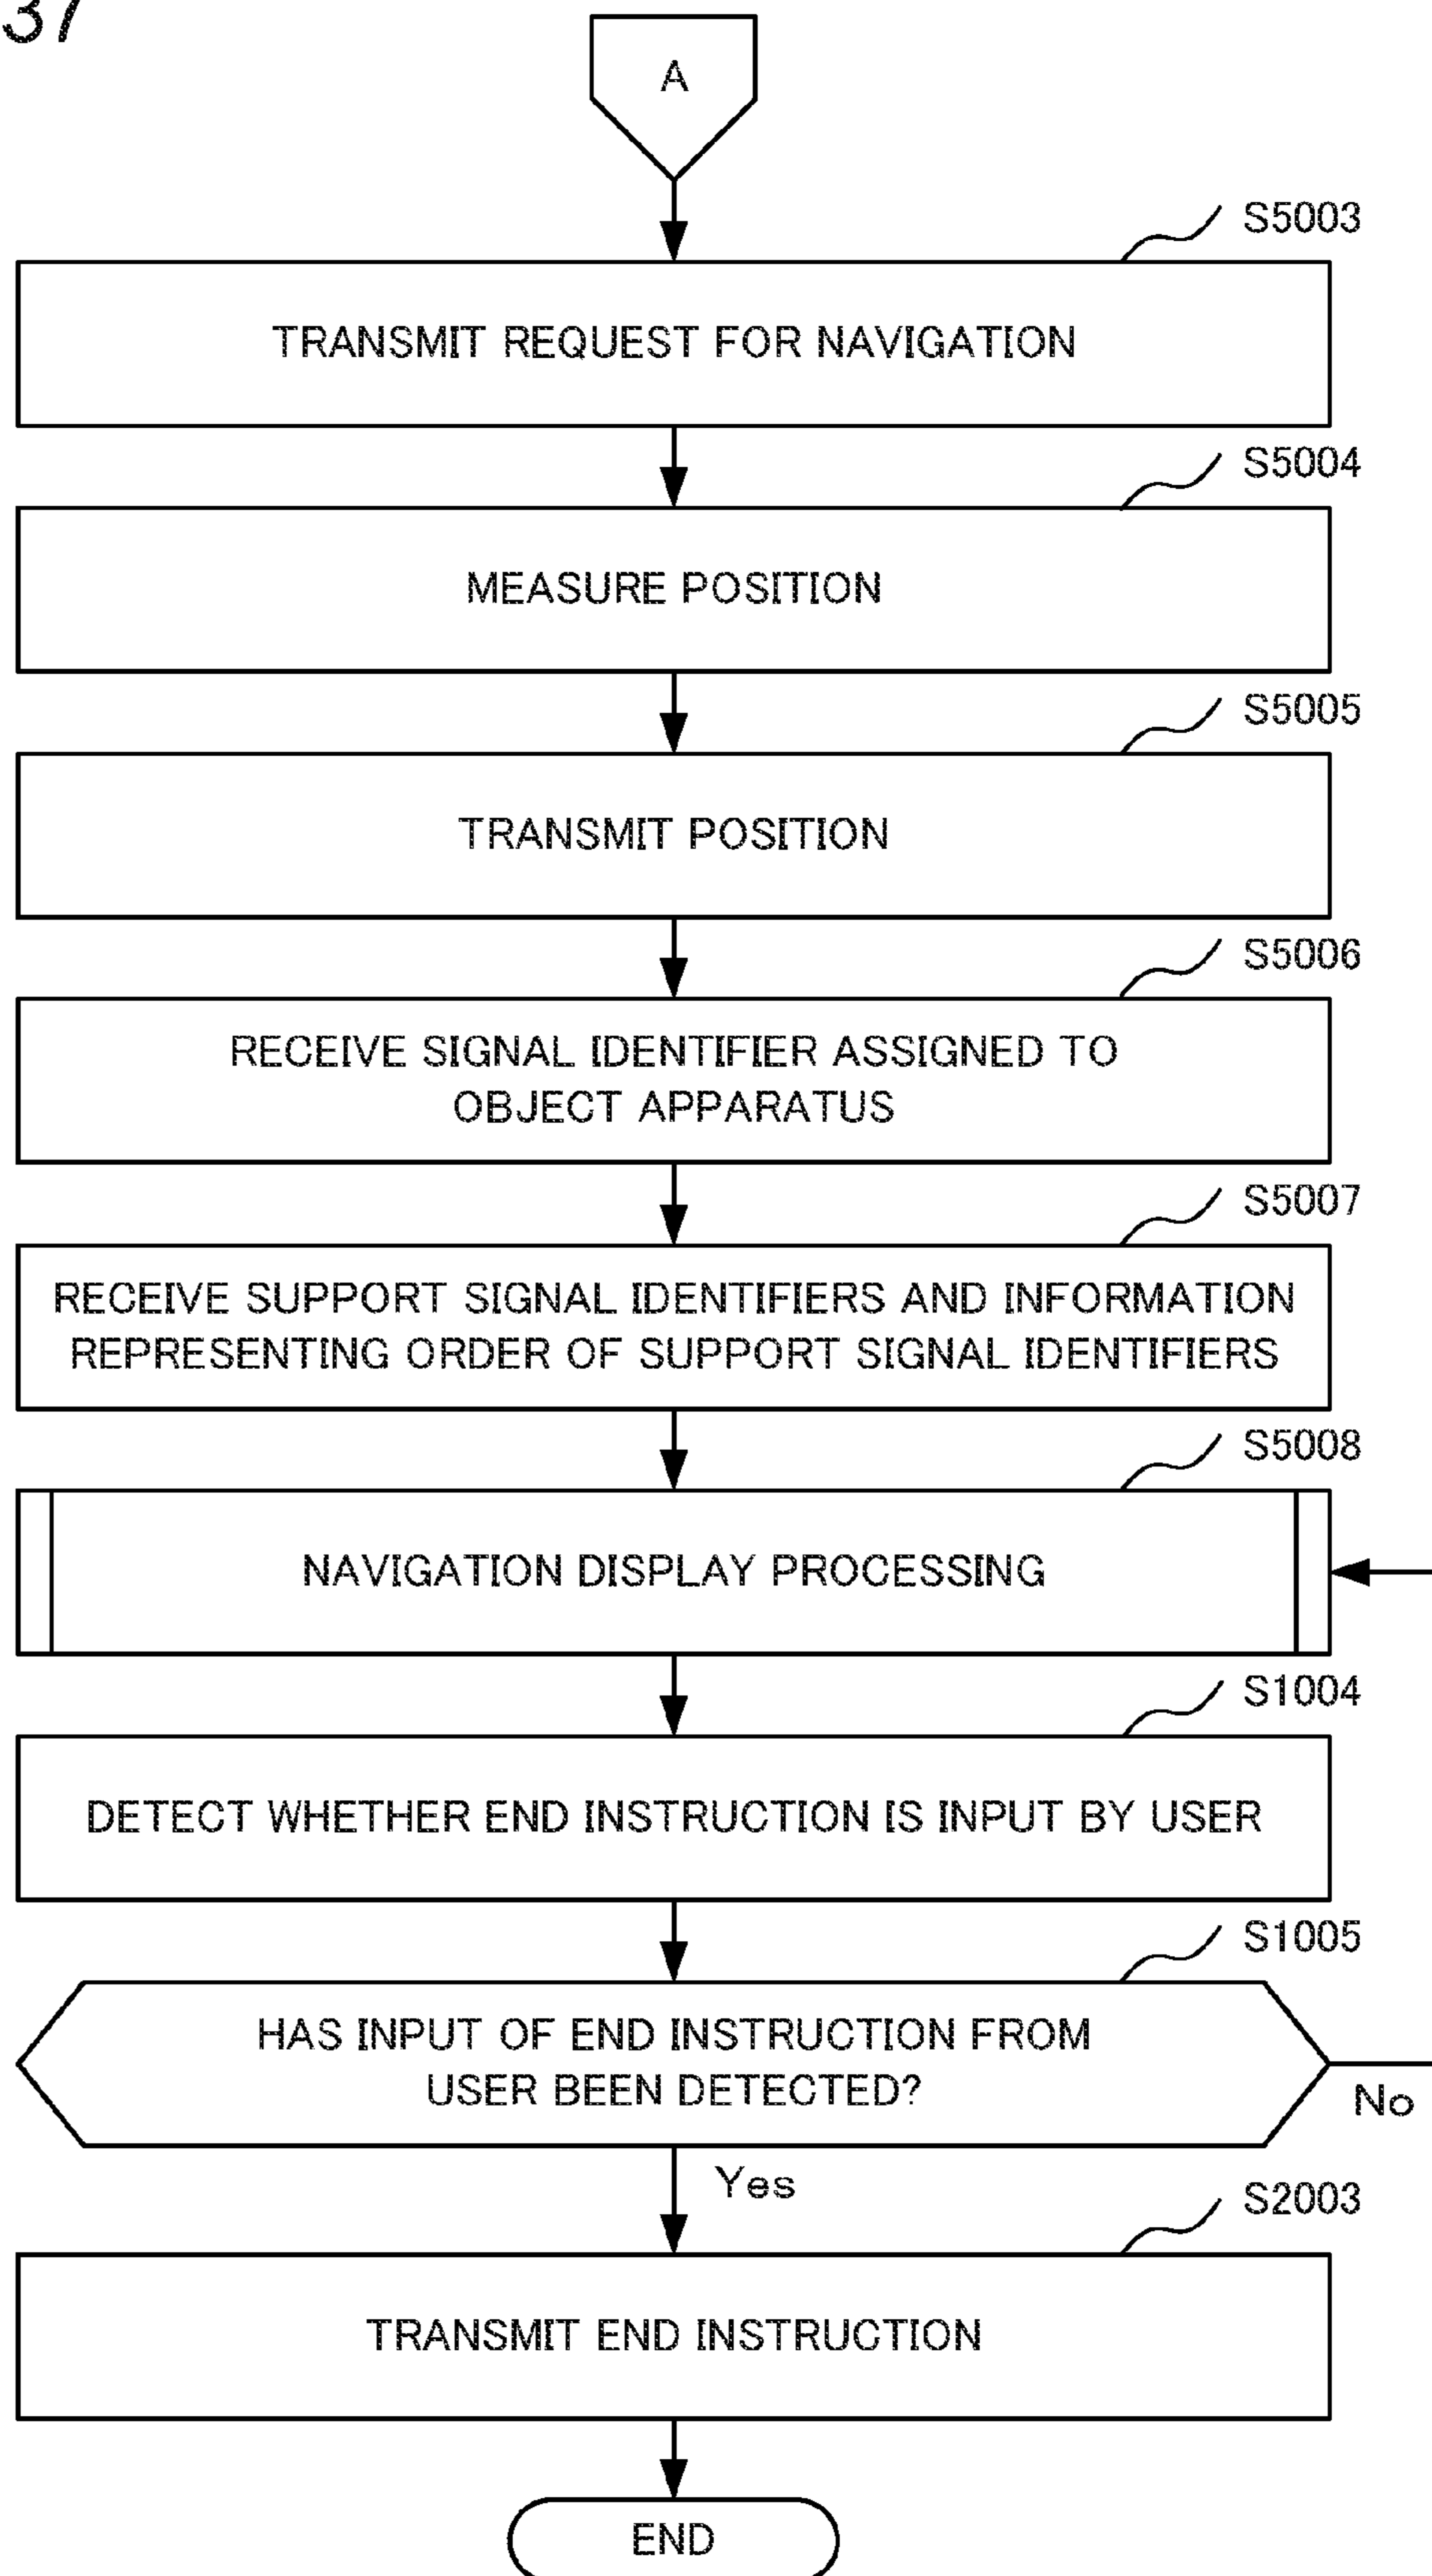 37
A
S5003
TRANSMIT REQUEST FOR NAVIGATION
S5004
MEASURE POSITION
S5005
TRANSMIT POSITION
S5006
RECEIVE SIGNAL IDENTIFIER ASSIGNED TO
OBJECT APPARATUS
S5007
RECEIVE SUPPORT SIGNAL IDENTIFIERS AND INFORMATION
REPRESENTING ORDER OF SUPPORT SIGNAL IDENTIFIERS
S5008
NAVIGATION DISPLAY PROCESSING
S1004
DETECT WHETHER END INSTRUCTION IS INPUT BY USER
S1005
HAS INPUT OF END INSTRUCTION FROM
USER BEEN DETECTED?
No
Yes
S2003
TRANSMIT END INSTRUCTION
END